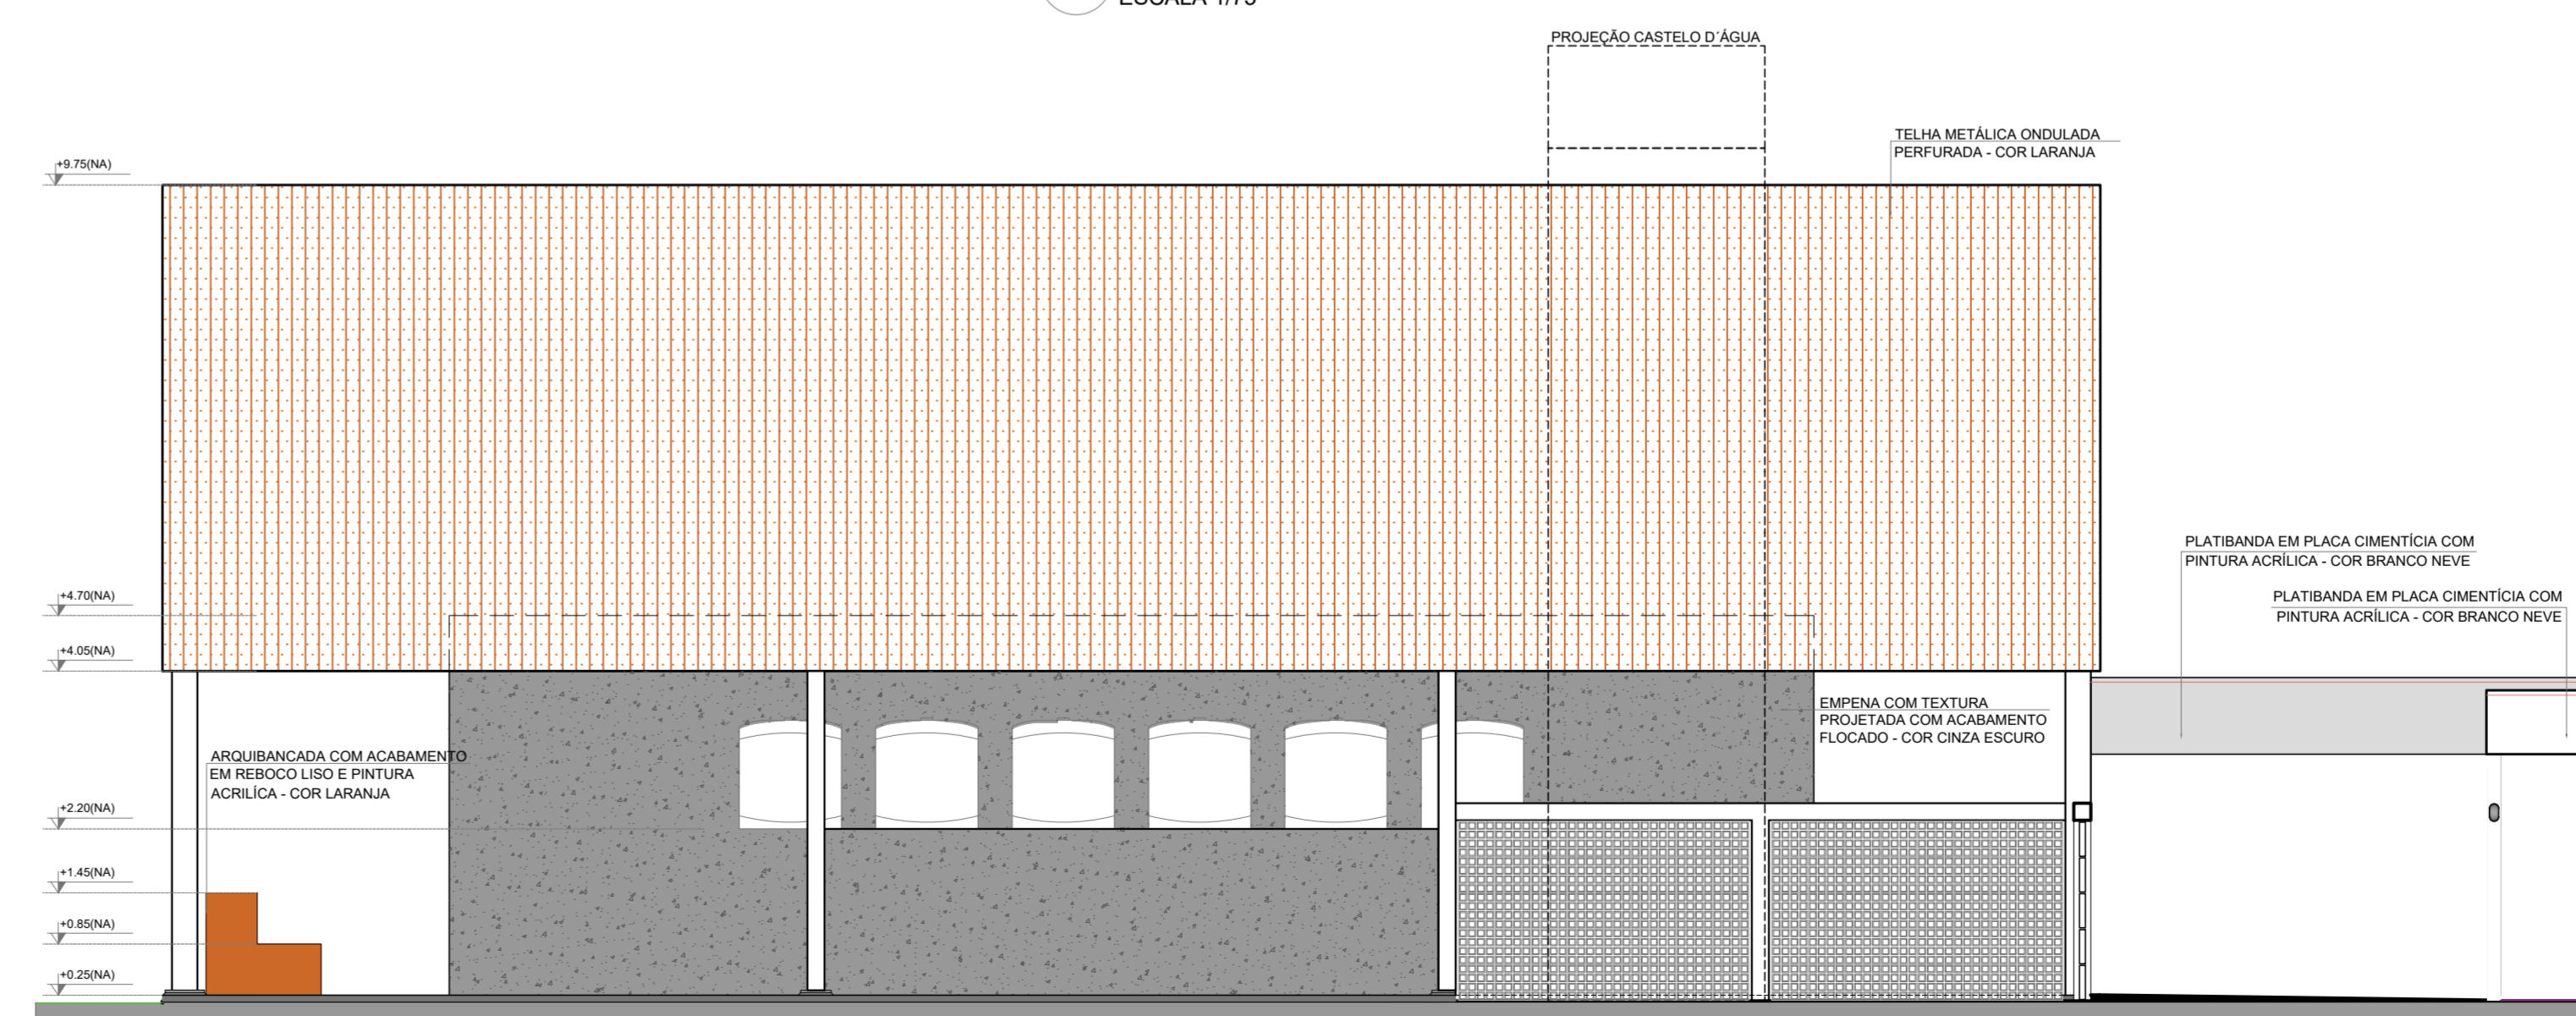 ESCALA 1/75
PROJEÇÃO CASTELO D´ÁGUA
TELHA METÁLICA ONDULADA
PERFURADA - COR LARANJA
+9.75(NA)
PLATIBANDA EM PLACA CIMENTÍCIA COM
PINTURA ACRÍLICA - COR BRANCO NEVE
+4.70(NA)
PLATIBANDA EM PLACA CIMENTÍCIA COM
PINTURA ACRÍLICA - COR BRANCO NEVE
+4.05(NA)
EMPENA COM TEXTURA
PROJETADA COM ACABAMENTO
FLOCADO - COR CINZA ESCURO
ARQUIBANCADA COM ACABAMENTO
EM REBOCO LISO E PINTURA
ACRILÍCA - COR LARANJA
+2.20(NA)
+1.45(NA)
+0.85(NA)
+0.25(NA)